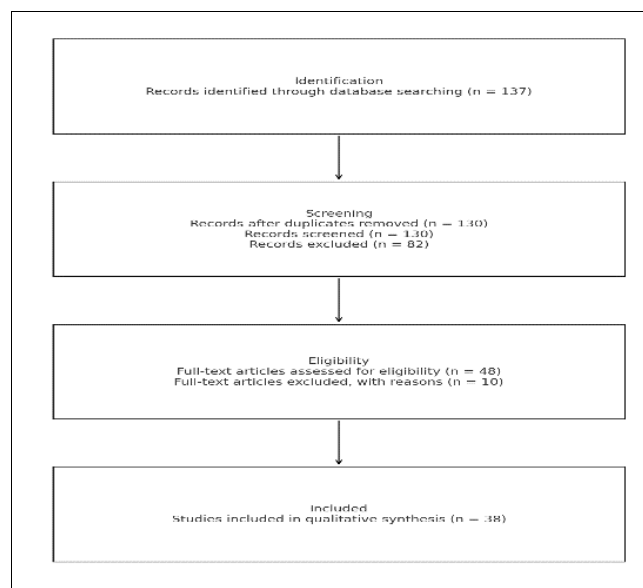 Identification
Records identified through database searching (n = 137)
Screening
Records after duplicates removed (n = 130)
Records screened (n = 130)
Records excluded (n = 82)
Eligibility
Full-text articles assessed for eligibility (n = 48)
Full-text articles excluded, with reasons (n = 10)
Included
Studies included in qualitative synthesis (n = 38)